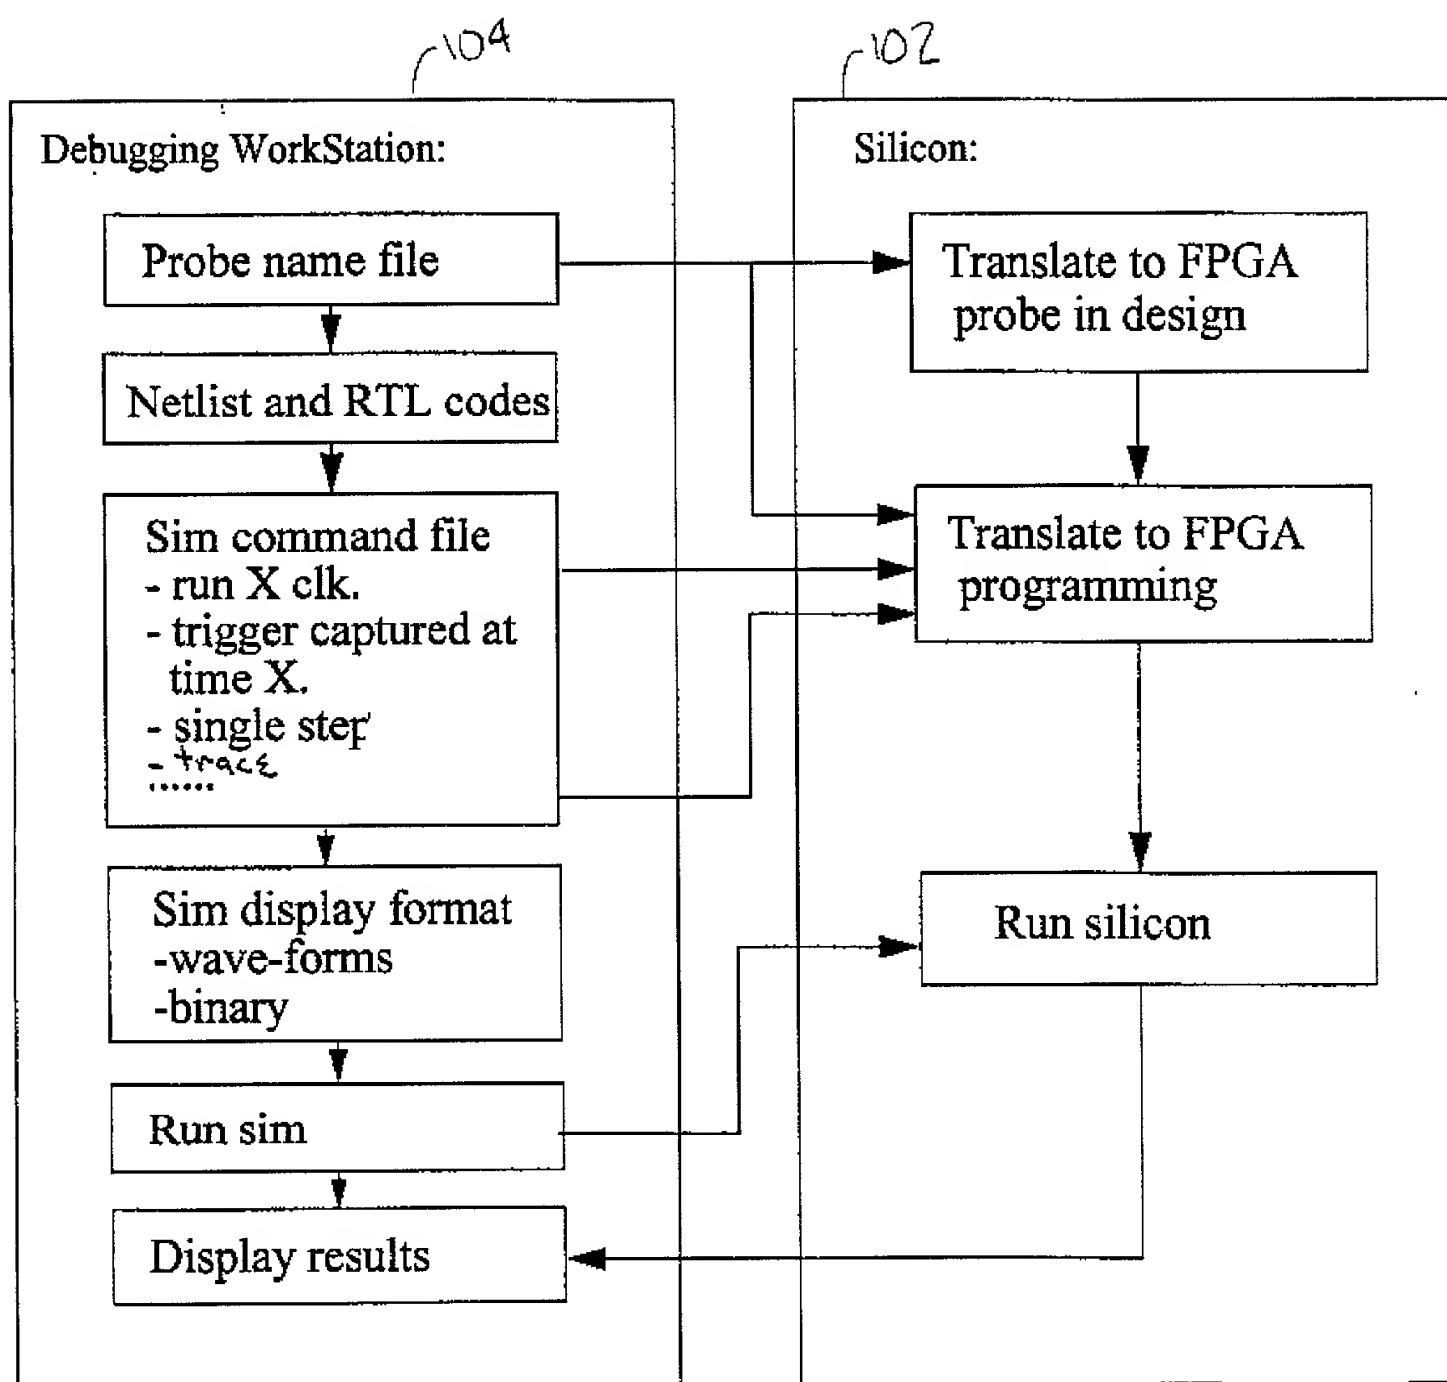 104
102
Debugging WorkStation:
Silicon:
Probe name file
Translate to FPGA
probe in design
Netlist and RTL codes
Sim command file
- run X clk.
- trigger captured at
time X.
- single step
- trace
......
Translate to FPGA
programming
Sim display format
-wave-forms
-binary
Run silicon
Run sim
Display results